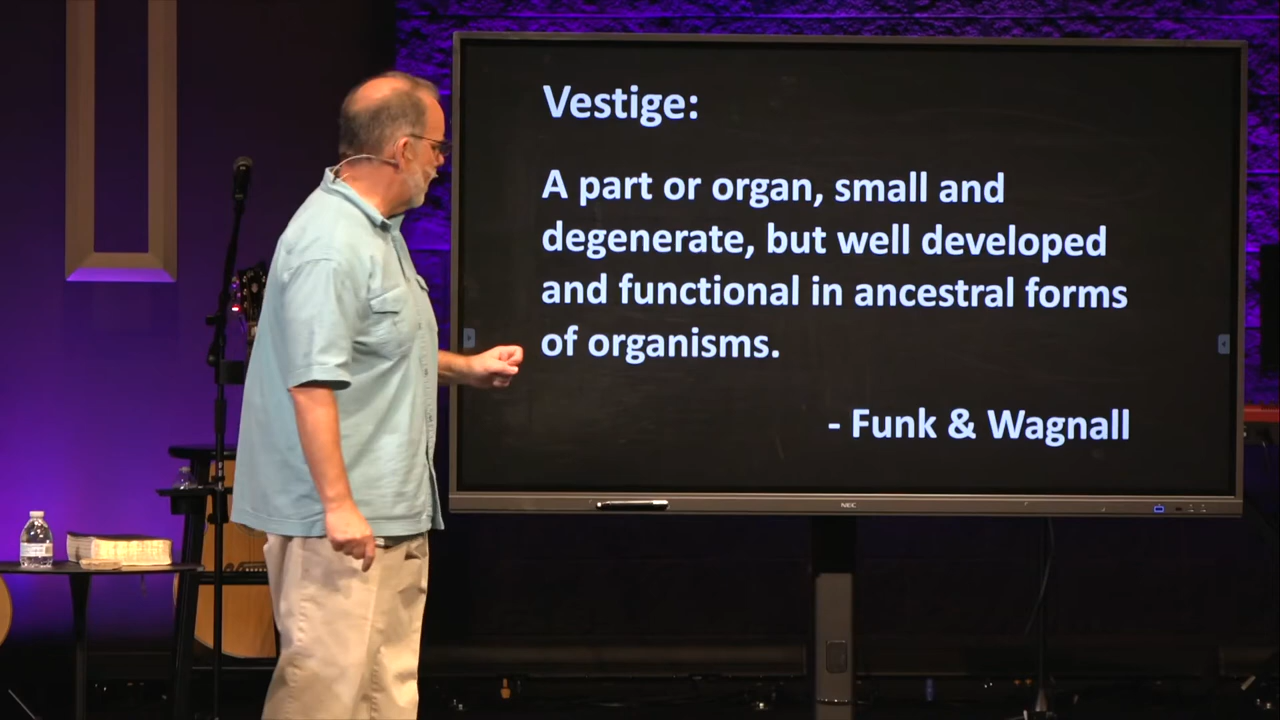 Vestige:
A part or organ, small and
degenerate, but well developed
and functional in ancestral forms
of organisms.
- Funk & Wagnall
NEC